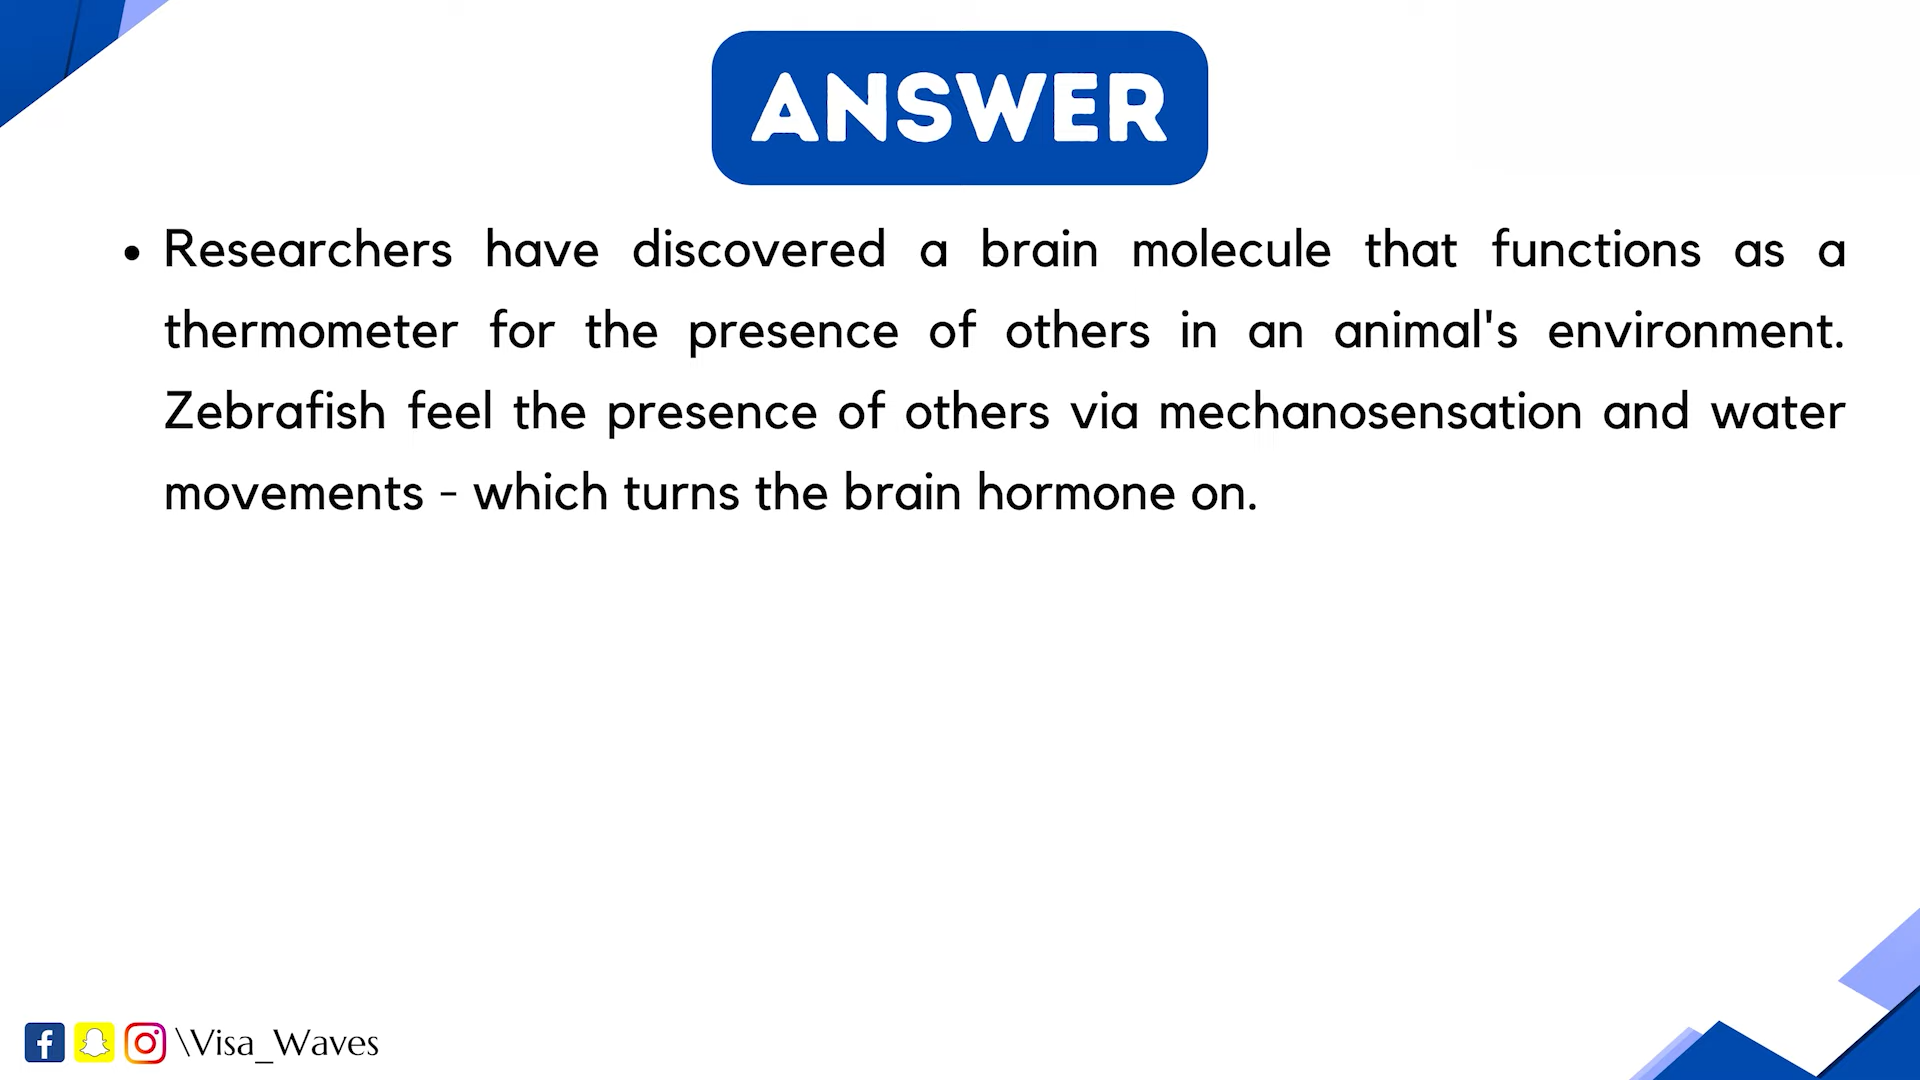 ANSWER
• Researchers have discovered a brain molecule that functions as a
thermometer for the presence of others in an animal's environment.
Zebrafish feel the presence of others via mechanosensation and water
movements - which turns the brain hormone on.
\Visa_Waves